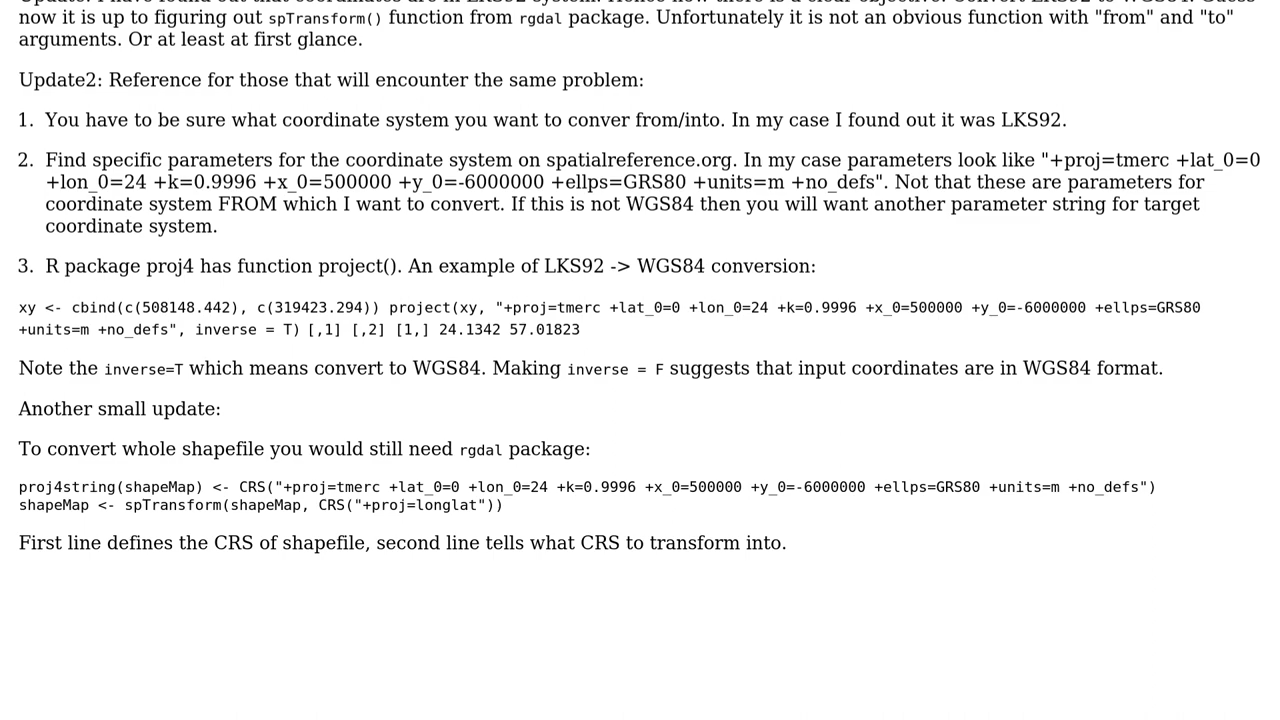 now it is up to figuring out spTransform() function from rgdal package. Unfortunately it is not an obvious function with "from" and "to"
arguments. Or at least at first glance.
Update2: Reference for those that will encounter the same problem:
1. You have to be sure what coordinate system you want to conver from/into. In my case I found out it was LKS92.
2. Find specific parameters for the coordinate system on spatialreference.org. In my case parameters look like "+proj=tmerc +lat_0=0
+lon_0=24 +k=0.9996 +x_0=500000 +y_0=-6000000 +ellps=GRS80 +units=m +no_defs". Not that these are parameters for
coordinate system FROM which I want to convert. If this is not WGS84 then you will want another parameter string for target
coordinate system.
3. R package proj4 has function project(). An example of LKS92 -> WGS84 conversion:
xy <- cbind(c(508148.442), c(319423.294)) project(xy, "+proj=tmerc +lat_0=0 +lon_0=24 +k=0.9996 +x_0=500000 +y_0=-6000000 +ellps=GRS80
+units=m +no_defs", inverse = T) [,1] [,2] [1,] 24.1342 57.01823
Note the inverse=T which means convert to WGS84. Making inverse = F suggests that input coordinates are in WGS84 format.
Another small update:
To convert whole shapefile you would still need rgdal package:
proj4string(shapeMap) <- CRS("+proj=tmerc +lat_0=0 +lon_0=24 +k=0.9996 +x_0=500000 +y_0=-6000000 +ellps=GRS80 +units=m +no_defs")
shapeMap <- spTransform(shapeMap, CRS("+proj=longlat"))
First line defines the CRS of shapefile, second line tells what CRS to transform into.